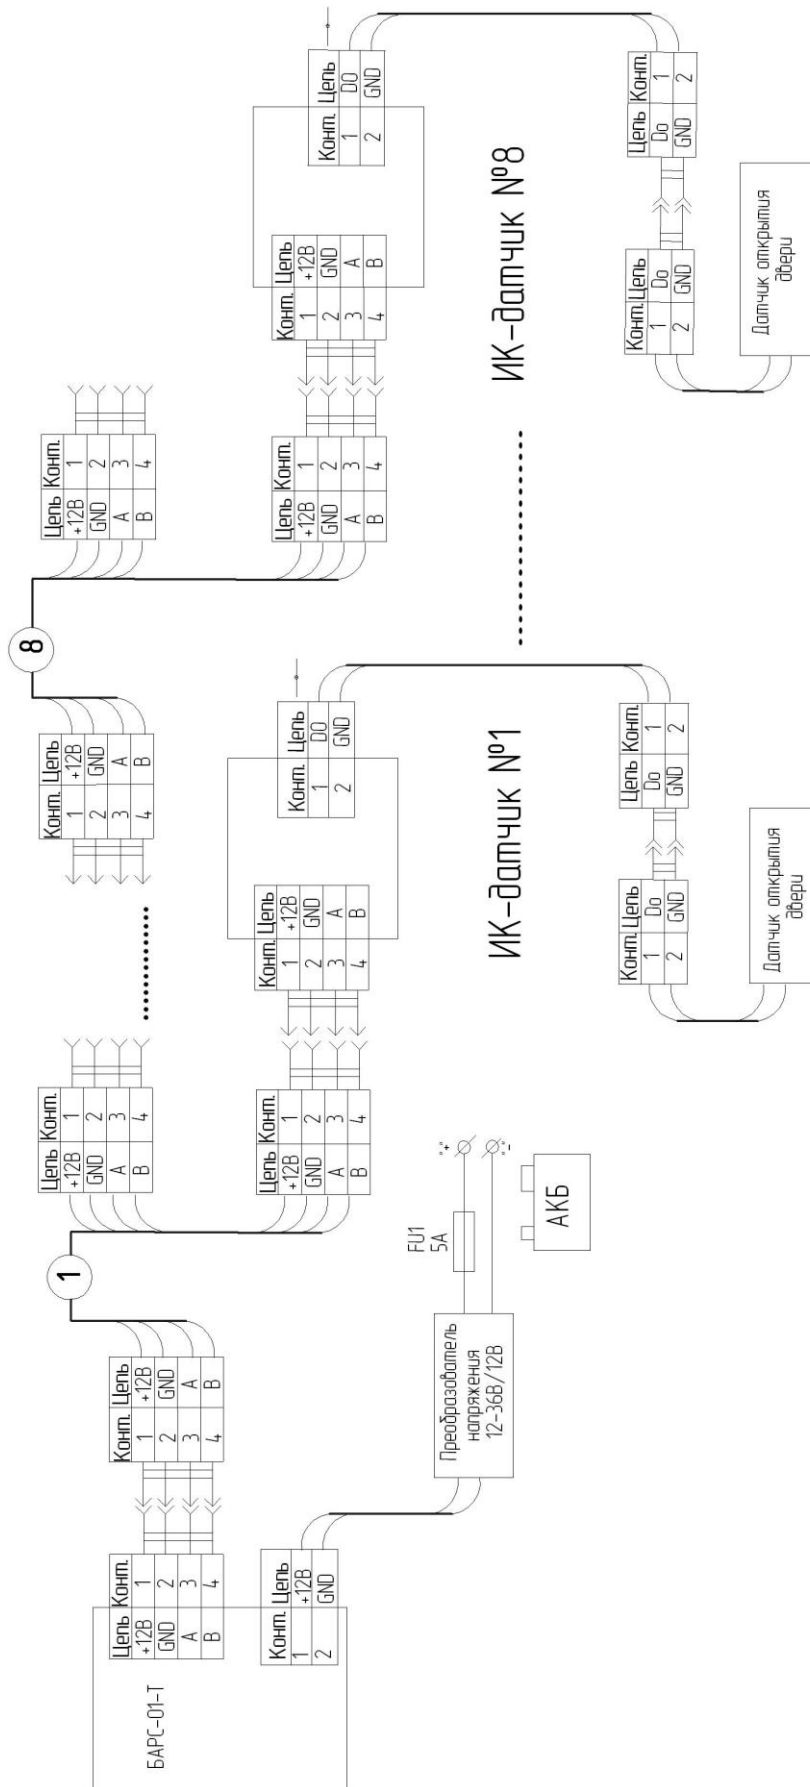 БАРС-01-Т
Цепь Конт.
+12В 1
GND 2
A 3
B 4
Конт. Цепь
1 +12В
2 GND
Конт. Цепь
1 +12В
2 GND
3 A
4 B
1
Преобразователь
напряжения
12-36В/12В
FU1
5А
"+"
"-"
АКБ
Цепь Конт.
+12В 1
GND 2
A 3
B 4
Цепь Конт.
+12В 1
GND 2
A 3
B 4
Конт. Цепь
1 +12В
2 GND
3 A
4 B
Конт. Цепь
1 DO
2 GND
ИК-датчик №1
Конт. Цепь
1 Do
2 GND
Цепь Конт.
Do 1
GND 2
Датчик открытия
двери
Конт. Цепь
1 +12В
2 GND
3 A
4 B
8
Цепь Конт.
+12В 1
GND 2
A 3
B 4
Цепь Конт.
+12В 1
GND 2
A 3
B 4
Конт. Цепь
1 +12В
2 GND
3 A
4 B
Конт. Цепь
1 DO
2 GND
ИК-датчик №8
Конт. Цепь
1 Do
2 GND
Цепь Конт.
Do 1
GND 2
Датчик открытия
двери